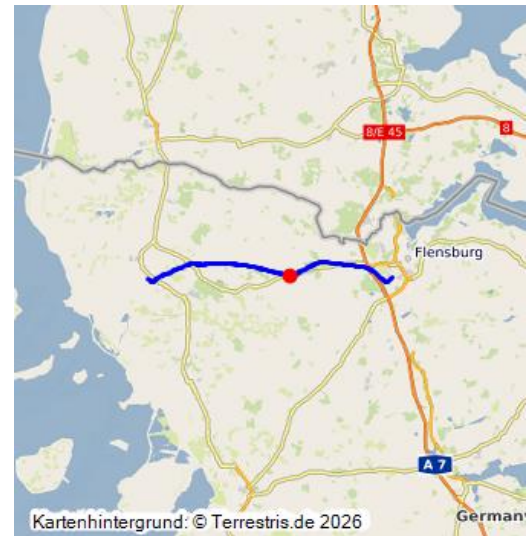 8/E 45
8
Flensburg
A 7
Kartenhintergrund: © Terrestris.de 2026
Germany